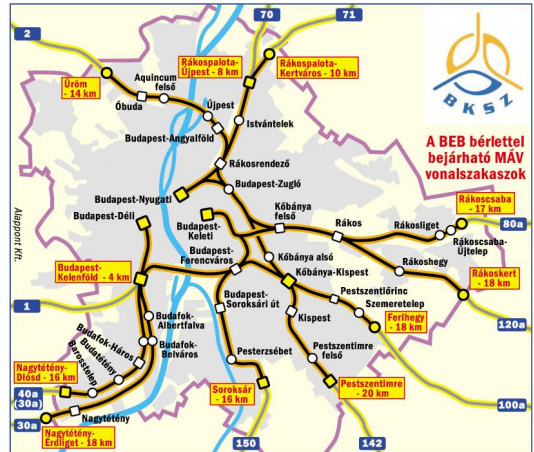 2
70
71
Rákospalota-
Újpest - 8 km
Rákospalota-
Kertváros - 10 km
BKSZ
Aquincum
felső
Üröm
- 14 km
Óbuda
Újpest
Istvántelek
Budapest-Angyalföld
A BEB bérlettel
bejárható MÁV
vonalszakaszok
Rákosrendező
Budapest-Zugló
Budapest-Nyugati
Budapest-Déli
Budapest-
Keleti
Kőbánya
felső
Rákos
Rákosliget
Rákoscsaba
- 17 km
80a
Rákoscsaba-
Újtelep
Alappont Kft.
Budapest-
Ferencváros
Kőbánya alsó
Rákoshegy
Budapest-
Kelenföld - 4 km
Kőbánya-Kispest
Rákoskert
- 18 km
1
Budapest-
Soroksári út
Pestszentlőrinc
Szemeretelep
Budafok-
Albertfalva
Kispest
Ferihegy
- 18 km
120a
Budafok-Háros
Budatétény
Barosstelep
Budafok-
Belváros
Pesterzsébet
Pestszentimre
felső
Nagytétény-
Diósd - 16 km
40a
(30a)
Soroksár
- 16 km
Pestszentimre
- 20 km
100a
Nagytétény
30a
Nagytétény-
Érdliget - 18 km
150
142